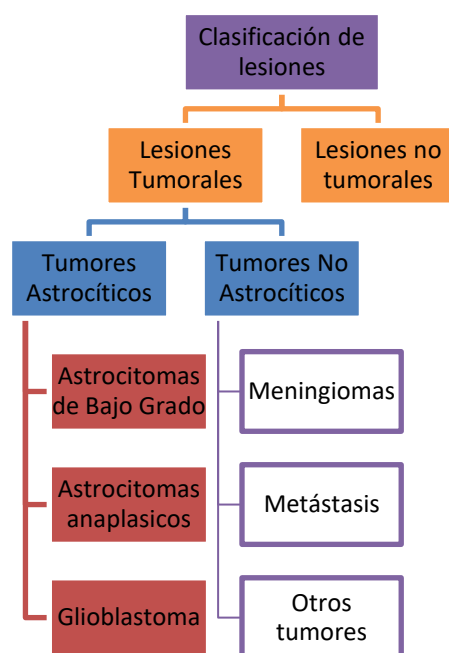 Clasificación de
lesiones
Lesiones
Tumorales
Lesiones no
tumorales
Tumores
Astrocíticos
Tumores No
Astrocíticos
Astrocitomas
de Bajo Grado
Meningiomas
Astrocitomas
anaplasicos
Metástasis
Glioblastoma
Otros
tumores